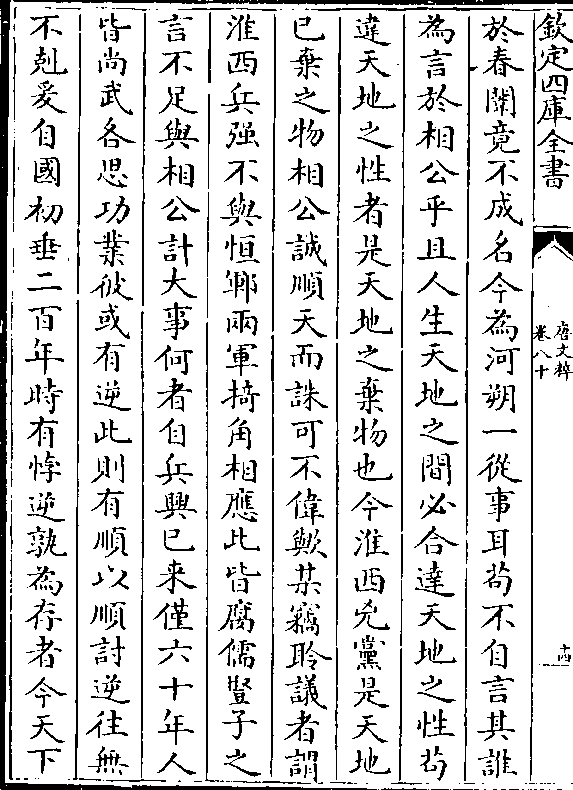 欽定四庫全書
唐文粹
卷八十
十四
於春闈竟不成名今為河朔一從事耳茍不自言其誰
為言於相公乎且人生天地之間必合達天地之性茍
違天地之性者是天地之棄物也今淮西兇黨是天地
已棄之物相公誠順天而誅可不偉歟某竊聆議者謂
淮西兵强不與恒鄆兩軍掎角相應此皆腐儒豎子之
言不足與相公計大事何者自兵興已来僅六十年人
皆尚武各思功業彼或有逆此則有順以順討逆往無
不剋爰自國初垂二百年時有悖逆孰為存者今天下